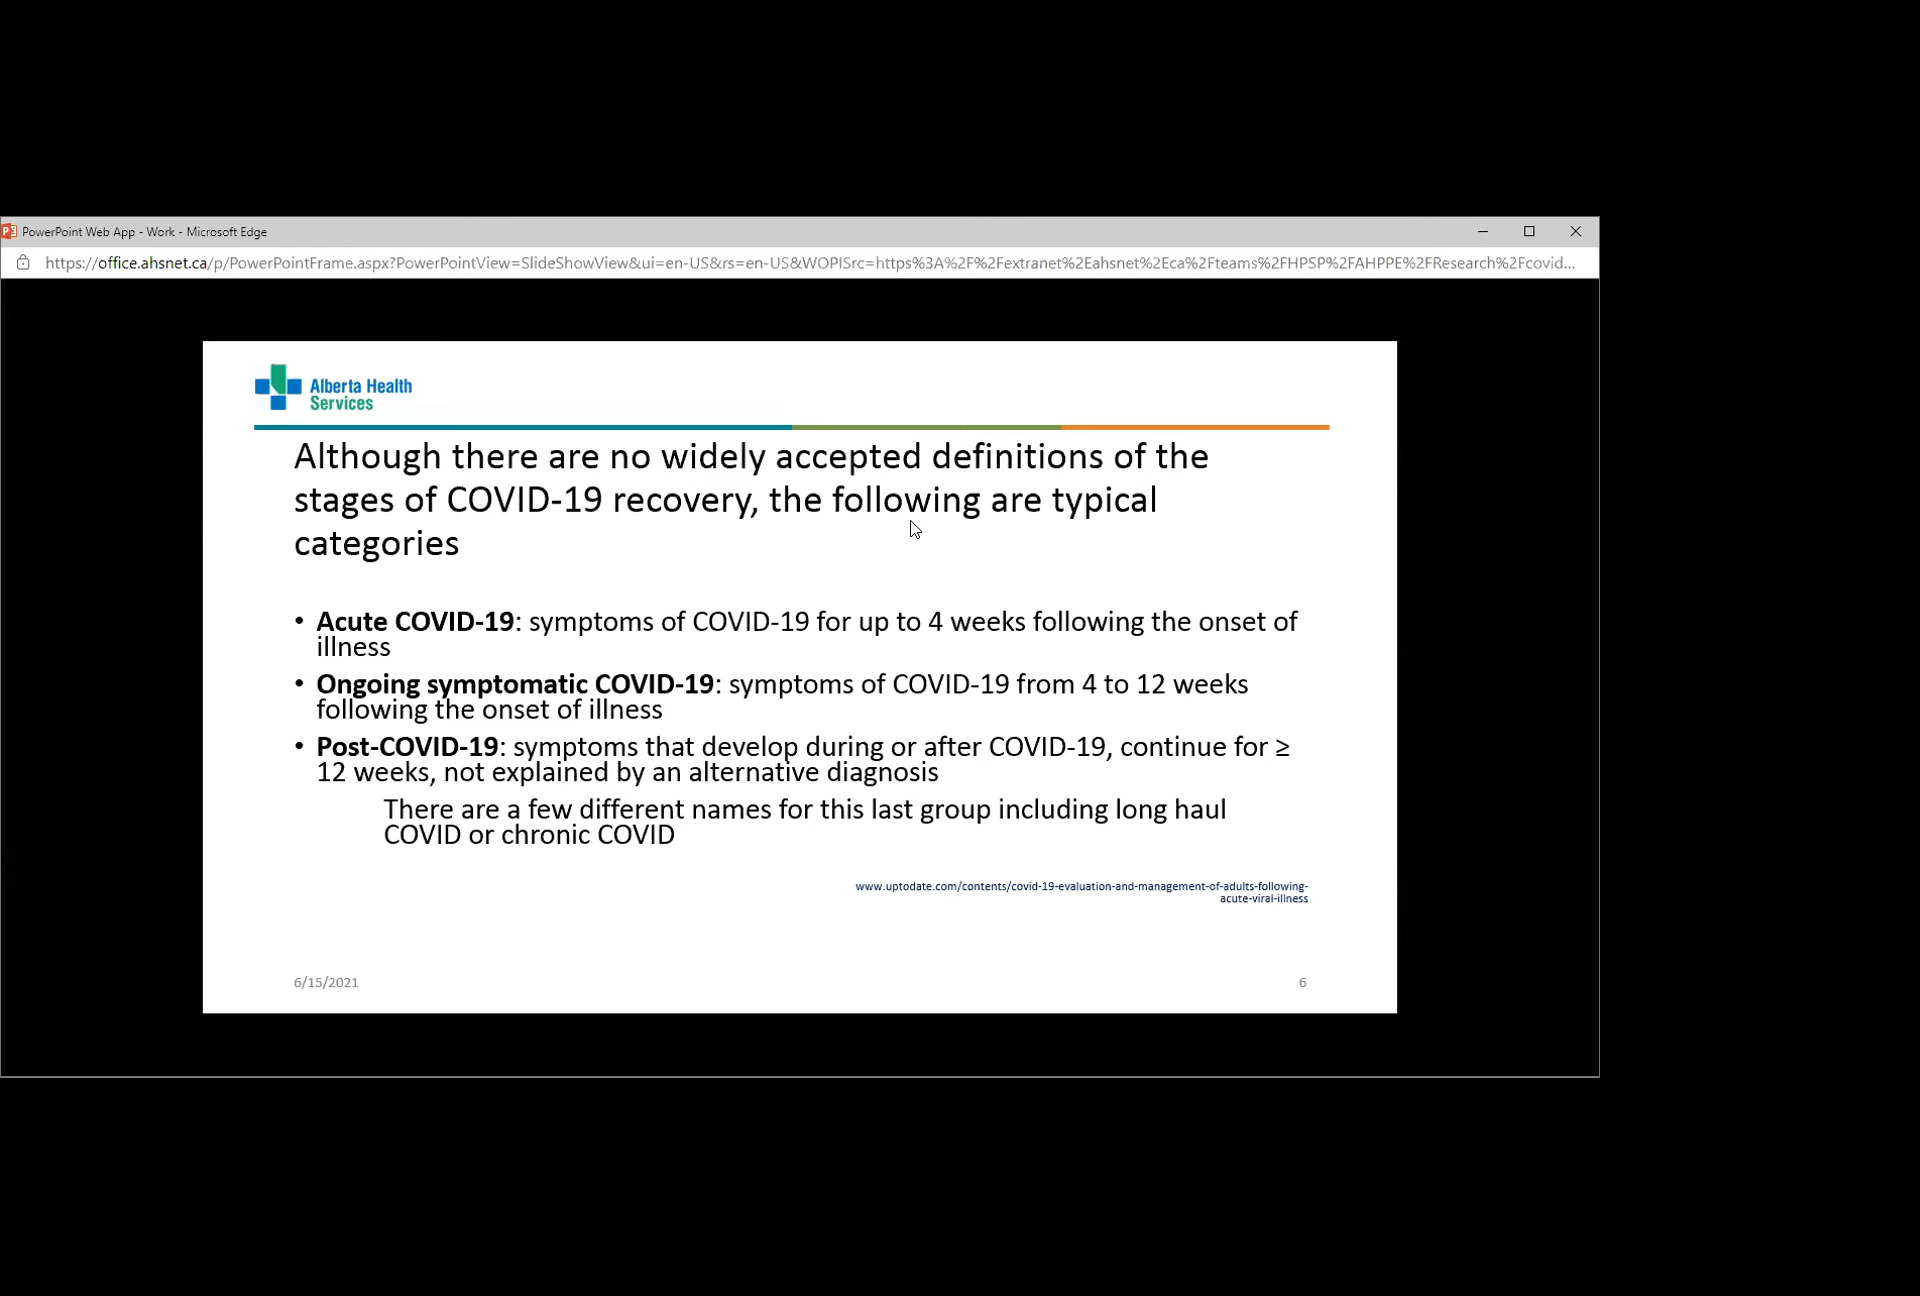 PowerPoint Web App - Work - Microsoft Edge
https://office.ahsnet.ca/p/PowerPointFrame.aspx?PowerPointView=SlideShowView&ui=en-US&rs=en-US&WOPISrc=https%3A%2F%2Fextranet%2Eahsnet%2Eca%2Fteams%2FHPSP%2FAHPPE%2FResearch%2Fcovid...
Alberta Health
Services
Although there are no widely accepted definitions of the
stages of COVID-19 recovery, the following are typical
categories
• Acute COVID-19: symptoms of COVID-19 for up to 4 weeks following the onset of
illness
• Ongoing symptomatic COVID-19: symptoms of COVID-19 from 4 to 12 weeks
following the onset of illness
• Post-COVID-19: symptoms that develop during or after COVID-19, continue for ≥
12 weeks, not explained by an alternative diagnosis
There are a few different names for this last group including long haul
COVID or chronic COVID
www.uptodate.com/contents/covid-19-evaluation-and-management-of-adults-following-
acute-viral-illness
6/15/2021
6